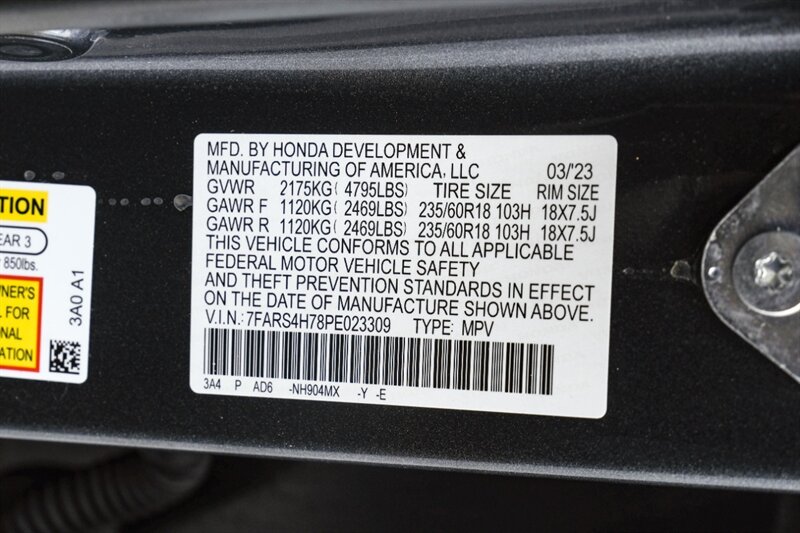 TION
EAR 3
850lbs.
WNER'S
L FOR
ONAL
TION
3A0 A1
MFD. BY HONDA DEVELOPMENT &
MANUFACTURING OF AMERICA, LLC 03/'23
GVWR 2175KG( 4795LBS) TIRE SIZE RIM SIZE
GAWR F 1120KG( 2469LBS) 235/60R18 103H 18X7.5J
GAWR R 1120KG( 2469LBS) 235/60R18 103H 18X7.5J
THIS VEHICLE CONFORMS TO ALL APPLICABLE
FEDERAL MOTOR VEHICLE SAFETY
AND THEFT PREVENTION STANDARDS IN EFFECT
ON THE DATE OF MANUFACTURE SHOWN ABOVE.
V.I.N.: 7FARS4H78PE023309 TYPE: MPV
3A4 P AD6 -NH904MX -Y -E